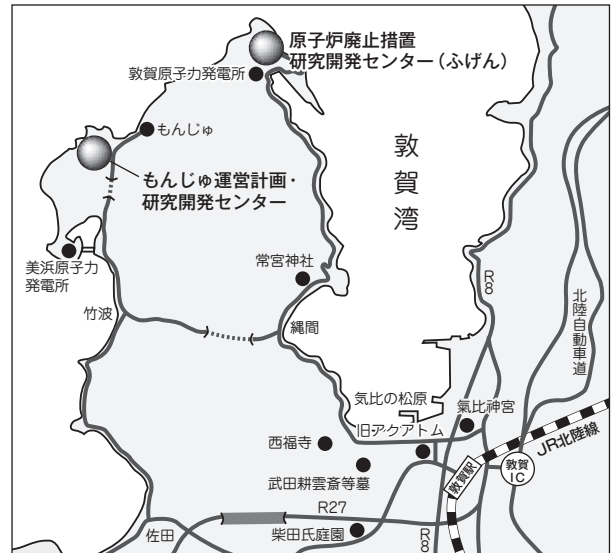 原子炉廃止措置
研究開発センター（ふげん）
敦賀原子力発電所
もんじゅ
もんじゅ運営計画・
研究開発センター
敦賀湾
美浜原子力
発電所
常宮神社
R8
北陸自動車道
竹波
縄間
気比の松原
氣比神宮
旧アクアトム
西福寺
JR北陸線
敦賀駅
敦賀
IC
武田耕雲斎等墓
R27
佐田
柴田氏庭園
R8